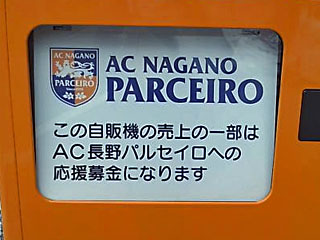 AC NAGANO
PARCEIRO
AC NAGANO
PARCEIRO
この自販機の売上の一部は
AC長野パルセイロへの
応援募金になります